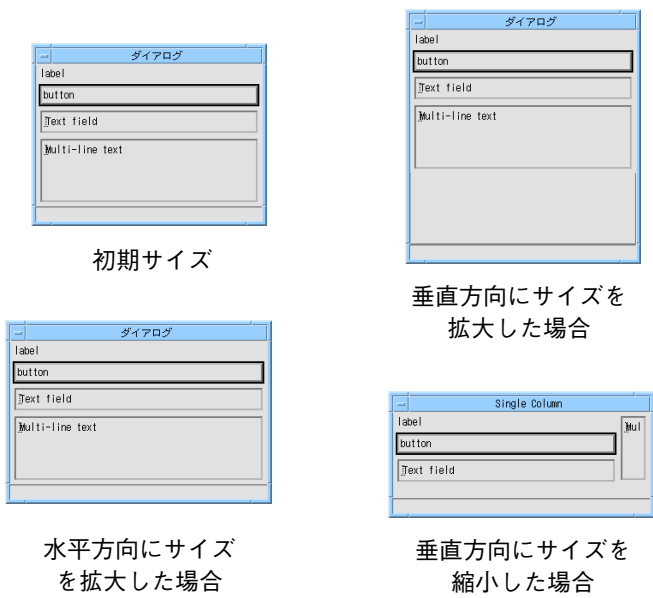 ダイアログ
label
button
Text field
Multi-line text
初期サイズ
ダイアログ
label
button
Text field
Multi-line text
垂直方向にサイズを
拡大した場合
ダイアログ
label
button
Text field
Multi-line text
水平方向にサイズ
を拡大した場合
Single Column
label
Mul
button
Text field
垂直方向にサイズを
縮小した場合